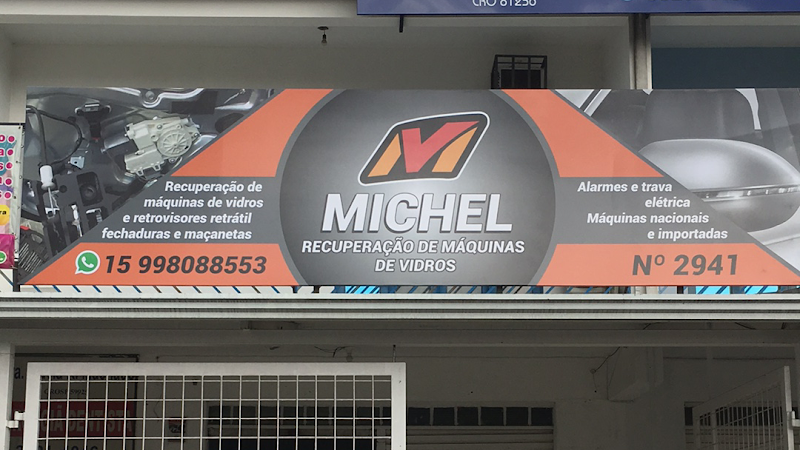 CRO 81236
Recuperação de
máquinas de vidros
e retrovisores retrátil
fechaduras e maçanetas
15 998088553
MICHEL
RECUPERAÇÃO DE MÁQUINAS
DE VIDROS
Alarmes e trava
elétrica
Máquinas nacionais
e importadas
Nº 2941